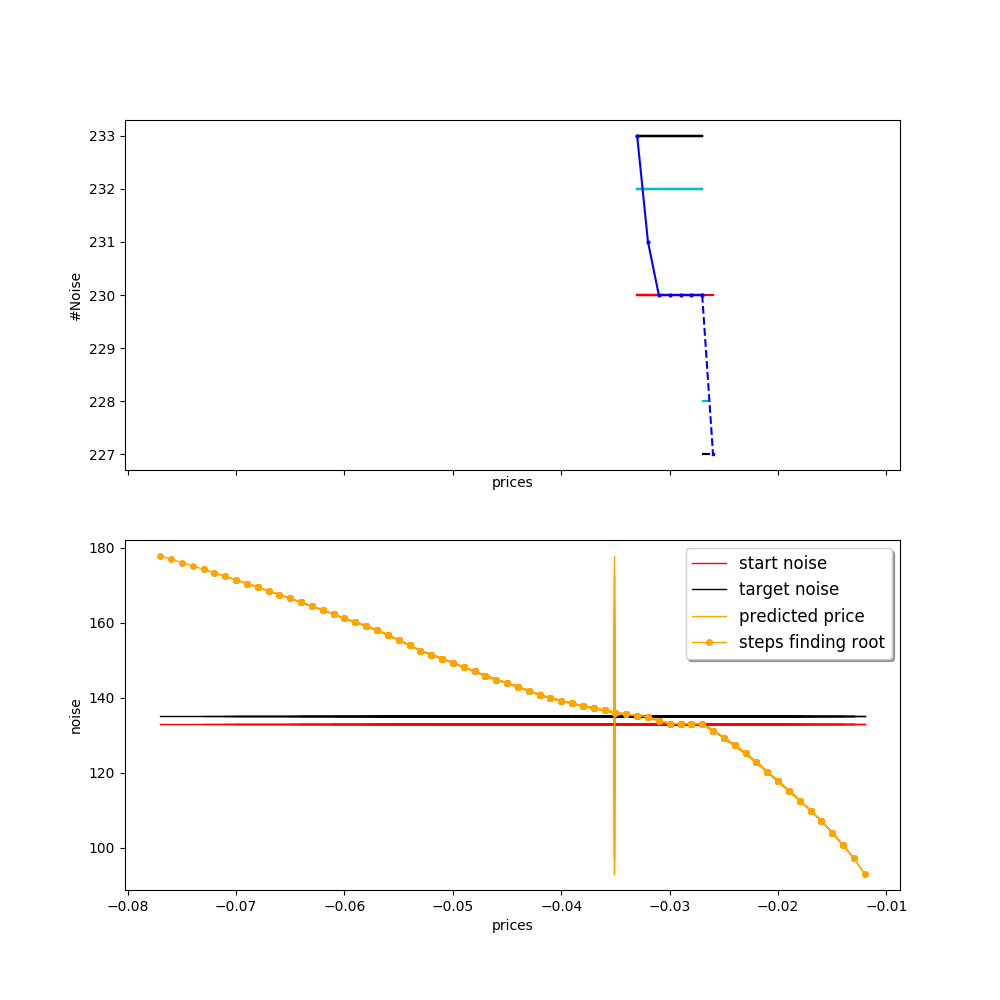 233
232
231
230
229
228
227
#Noise
prices
180
160
140
120
100
noise
start noise
target noise
predicted price
steps finding root
−0.08 −0.07 −0.06 −0.05 −0.04 −0.03 −0.02 −0.01
prices